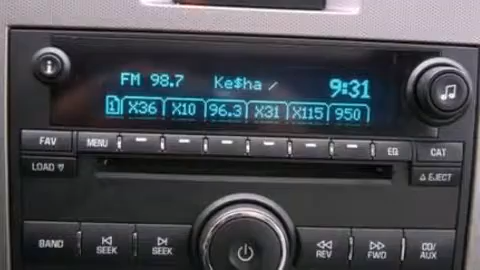 FM 98.7 Ke$ha / 9:31
1 X36 X10 96.3 X31 X115 950
FAV MENU EQ CAT
LOAD EJECT
BAND SEEK SEEK REV FWD CD/AUX